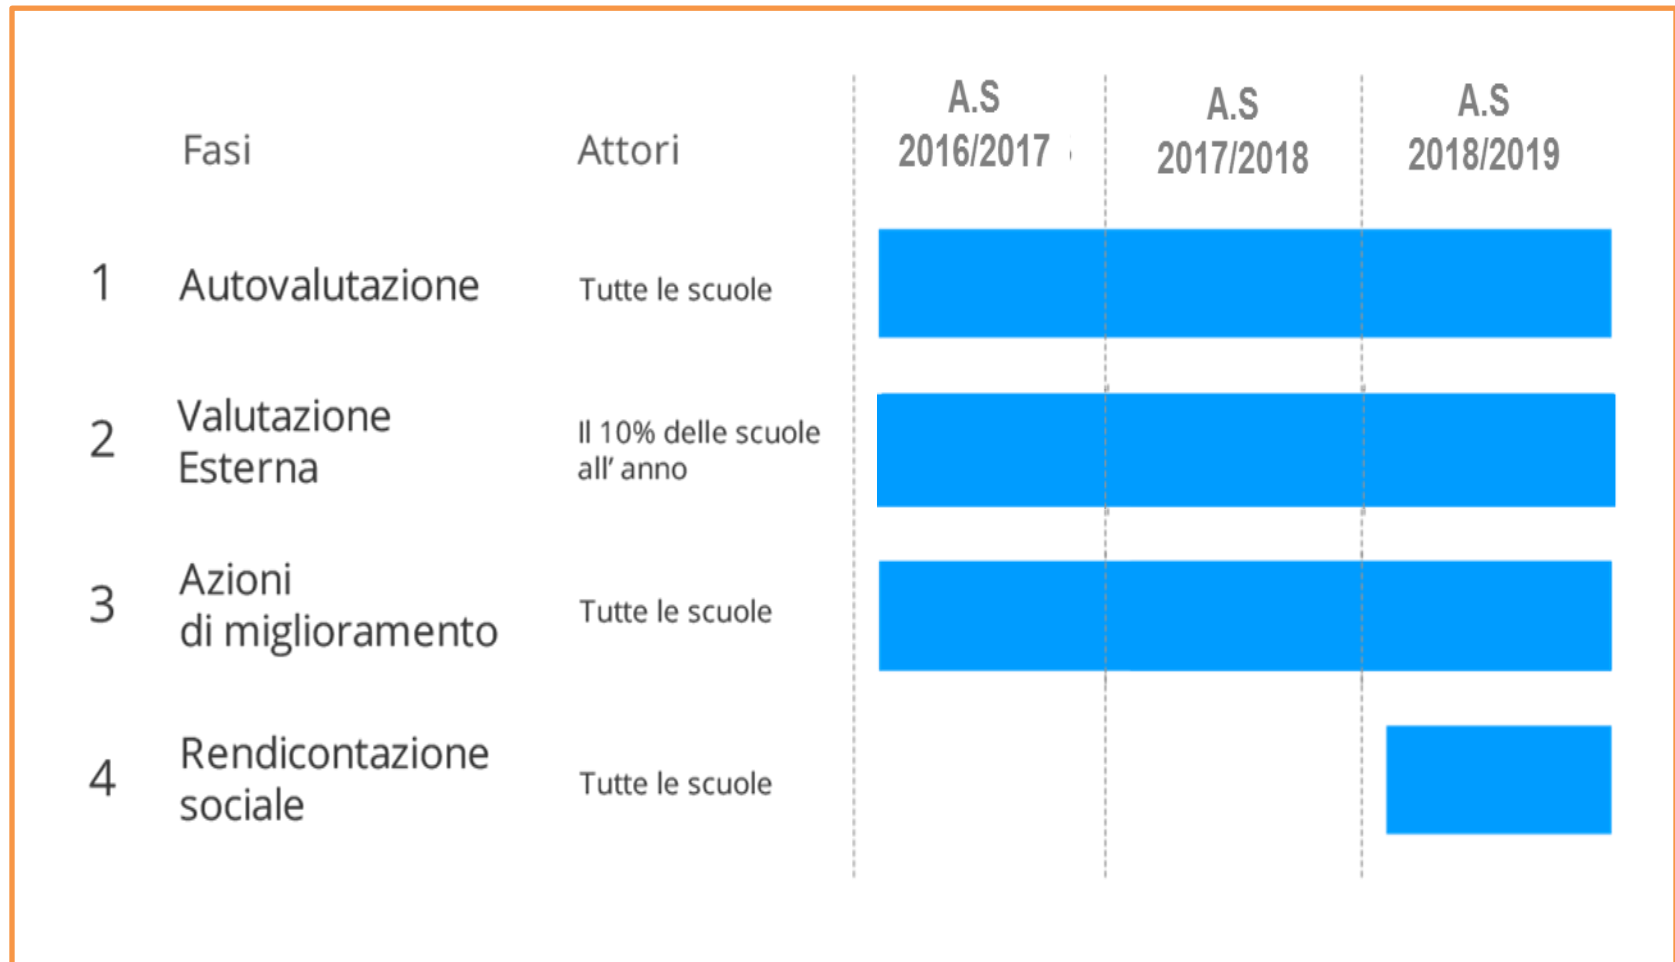 Fasi
Attori
A.S
2016/2017
A.S
2017/2018
A.S
2018/2019
1
Autovalutazione
Tutte le scuole
2
Valutazione
Esterna
Il 10% delle scuole
all’ anno
3
Azioni
di miglioramento
Tutte le scuole
4
Rendicontazione
sociale
Tutte le scuole